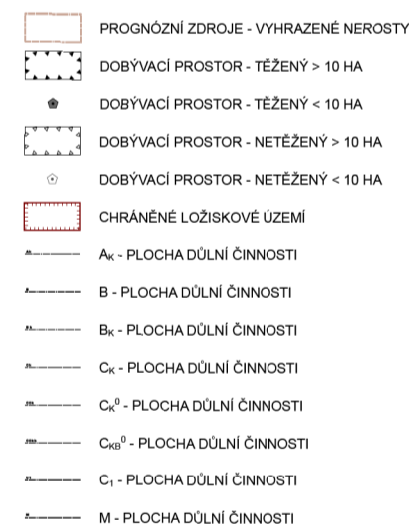 PROGNÓZNÍ ZDROJE - VYHRAZENÉ NEROSTY
DOBÝVACÍ PROSTOR - TĚŽENÝ > 10 HA
DOBÝVACÍ PROSTOR - TĚŽENÝ < 10 HA
DOBÝVACÍ PROSTOR - NETĚŽENÝ > 10 HA
DOBÝVACÍ PROSTOR - NETĚŽENÝ < 10 HA
CHRÁNĚNÉ LOŽISKOVÉ ÚZEMÍ
Aₖ - PLOCHA DŮLNÍ ČINNOSTI
B - PLOCHA DŮLNÍ ČINNOSTI
Bₖ - PLOCHA DŮLNÍ ČINNOSTI
Cₖ - PLOCHA DŮLNÍ ČINNOSTI
Cₖ⁰ - PLOCHA DŮLNÍ ČINNOSTI
C_KB⁰ - PLOCHA DŮLNÍ ČINNOSTI
C₁ - PLOCHA DŮLNÍ ČINNOSTI
M - PLOCHA DŮLNÍ ČINNOSTI